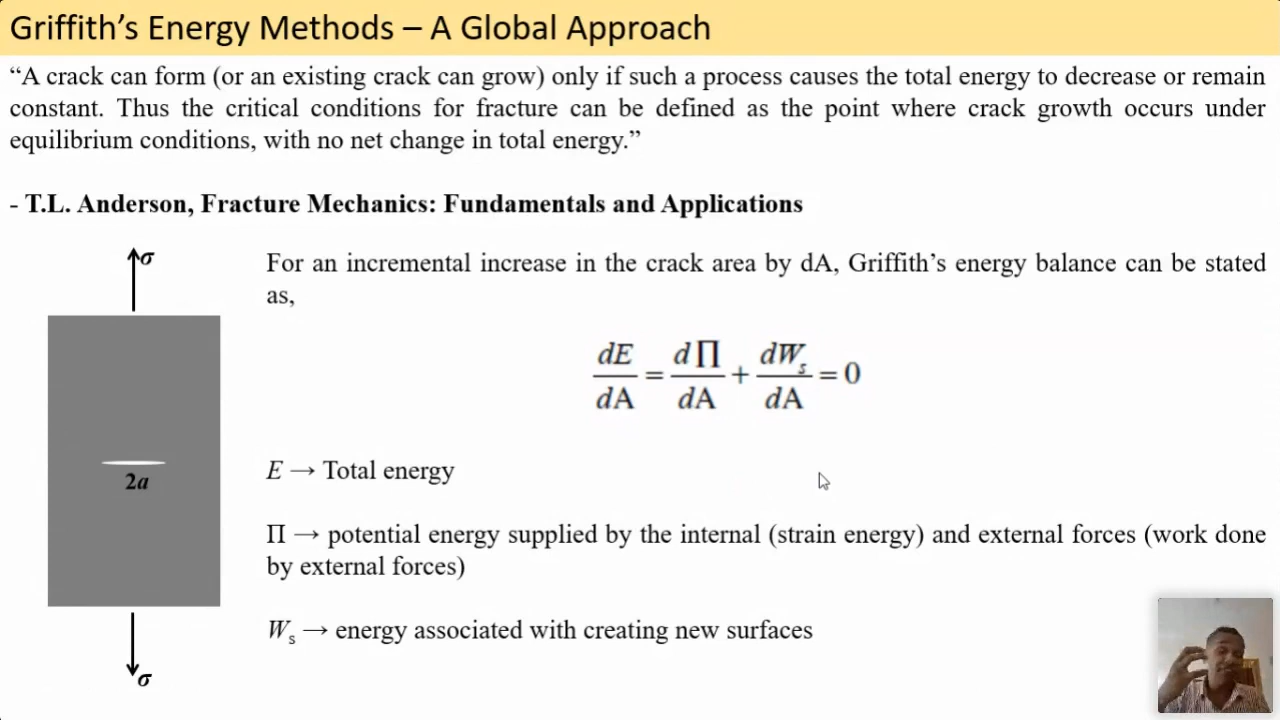 Griffith’s Energy Methods – A Global Approach
“A crack can form (or an existing crack can grow) only if such a process causes the total energy to decrease or remain
constant. Thus the critical conditions for fracture can be defined as the point where crack growth occurs under
equilibrium conditions, with no net change in total energy.”
- T.L. Anderson, Fracture Mechanics: Fundamentals and Applications
σ
For an incremental increase in the crack area by dA, Griffith’s energy balance can be stated
as,
dE/dA = dΠ/dA + dWₛ/dA = 0
2a
E → Total energy
Π → potential energy supplied by the internal (strain energy) and external forces (work done
by external forces)
Wₛ → energy associated with creating new surfaces
σ